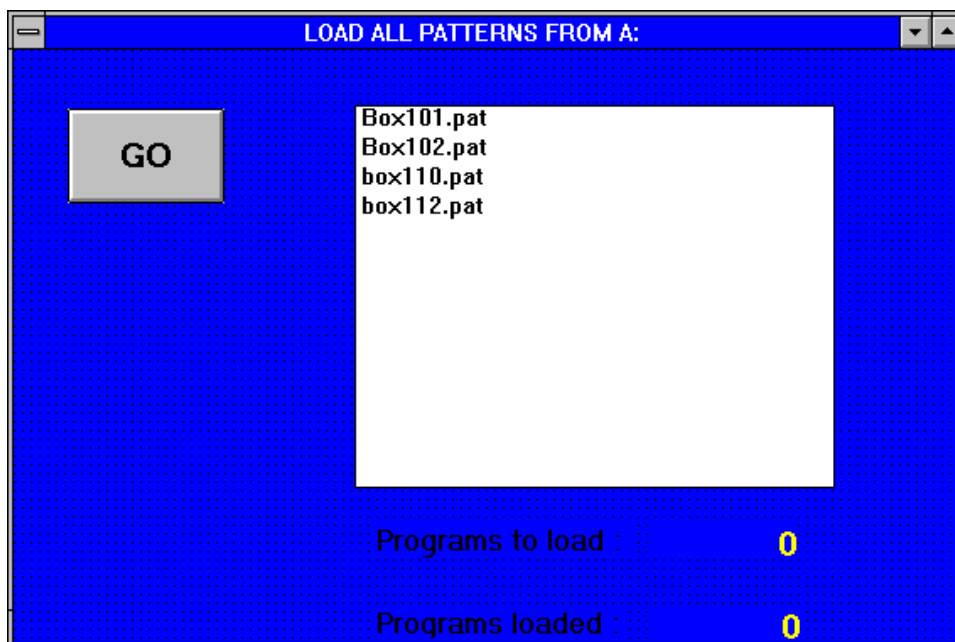 LOAD ALL PATTERNS FROM A:
GO
Box101.pat
Box102.pat
box110.pat
box112.pat
Programs to load : 0
Programs loaded : 0